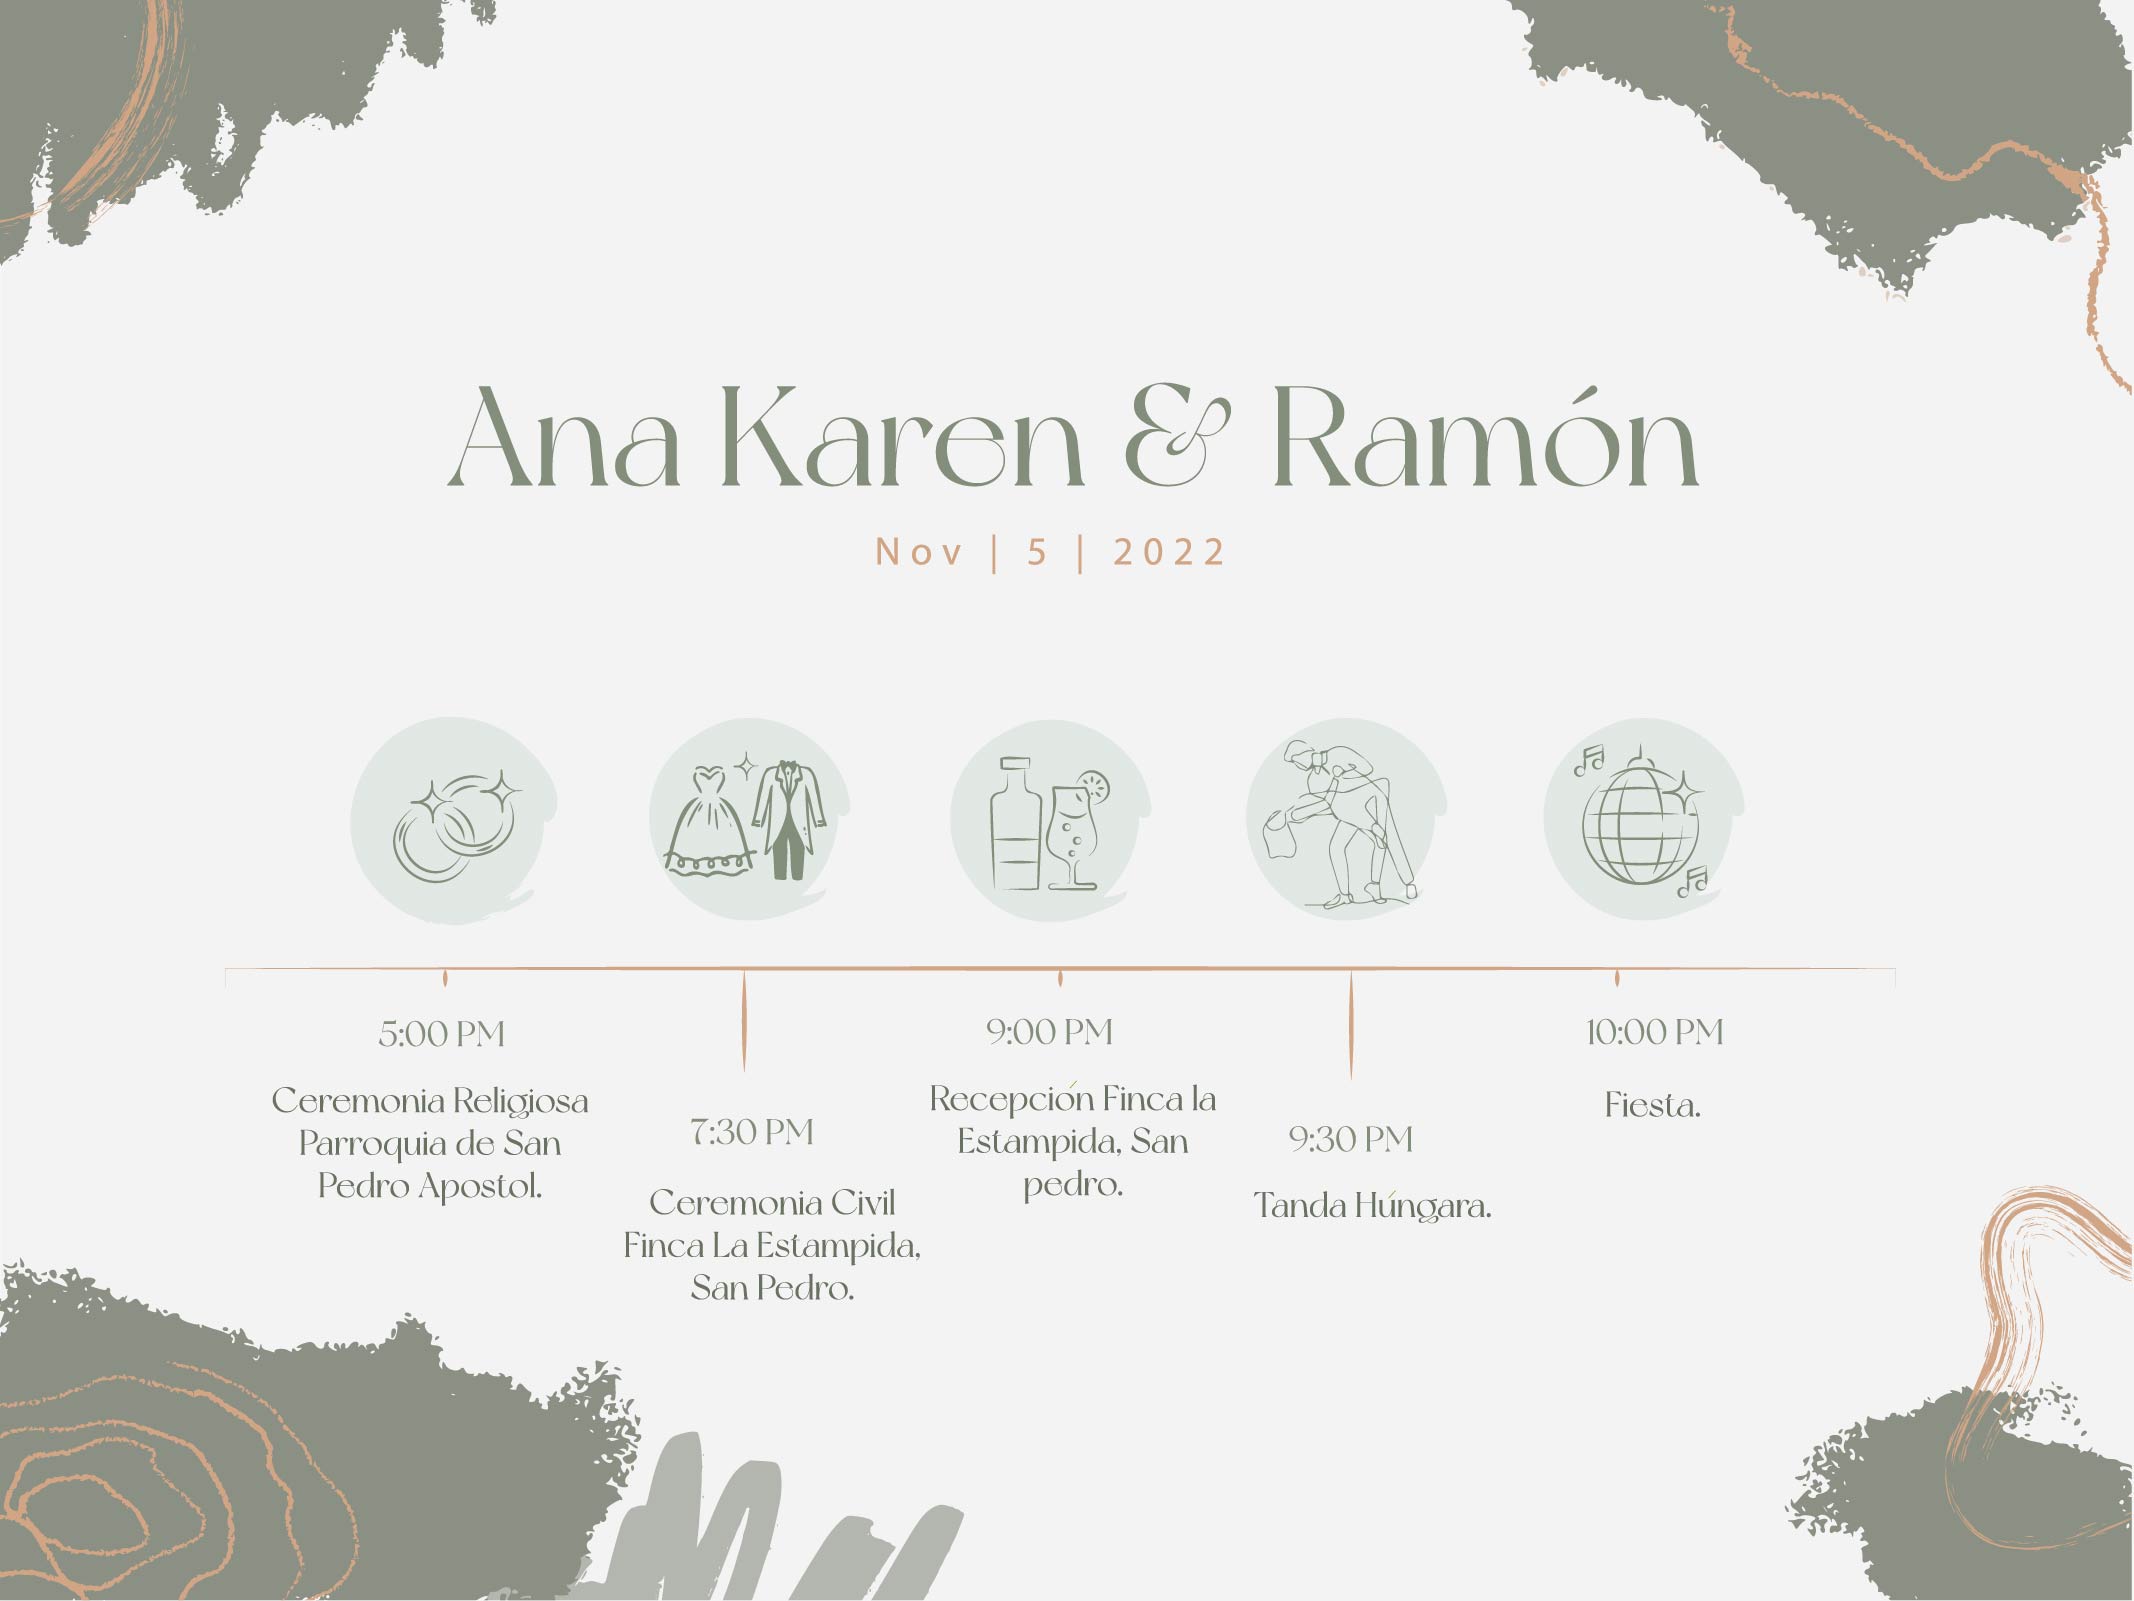 Ana Karen & Ramón
Nov | 5 | 2022
5:00 PM
Ceremonia Religiosa
Parroquia de San
Pedro Apostol.
7:30 PM
Ceremonia Civil
Finca La Estampida,
San Pedro.
9:00 PM
Recepción Finca la
Estampida, San
pedro.
9:30 PM
Tanda Húngara.
10:00 PM
Fiesta.